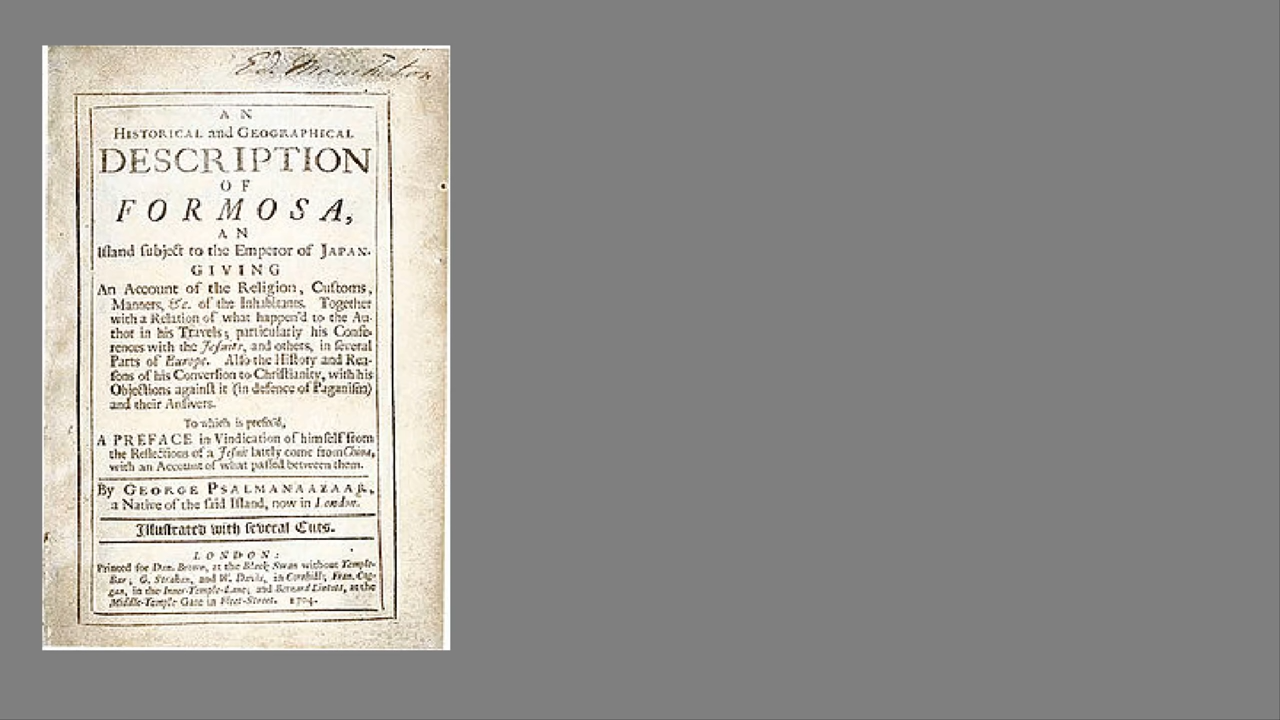 AN
HISTORICAL and GEOGRAPHICAL
DESCRIPTION
OF
FORMOSA,
AN
Iſland ſubject to the Emperor of JAPAN.
GIVING
An Account of the Religion, Cuſtoms,
Manners, &c. of the Inhabitants. Together
with a Relation of what happen'd to the Au-
thor in his Travels; particularly his Confe-
rences with the Jeſuits, and others, in ſeveral
Parts of Europe. Alſo the Hiſtory and Rea-
ſons of his Converſion to Chriſtianity, with his
Objections againſt it (in defence of Paganiſm)
and their Anſwers.
To which is prefix'd,
A PREFACE in Vindication of himſelf from
the Reflections of a Jeſuit lately come from China,
with an Account of what paſſed between them.
By GEORGE PSALMANAAZAAR,
a Native of the ſaid Iſland, now in London.
Illuſtrated with ſeveral Cuts.
LONDON:
Printed for Dan. Brown, at the Black Swan without Temple-
Bar; G. Strahan, and W. Davis, in Cornhill; Fran. Cog-
gan, in the Inner-Temple-Lane; and Bernard Lintott, at the
Middle-Temple Gate in Fleet-Street. 1704.